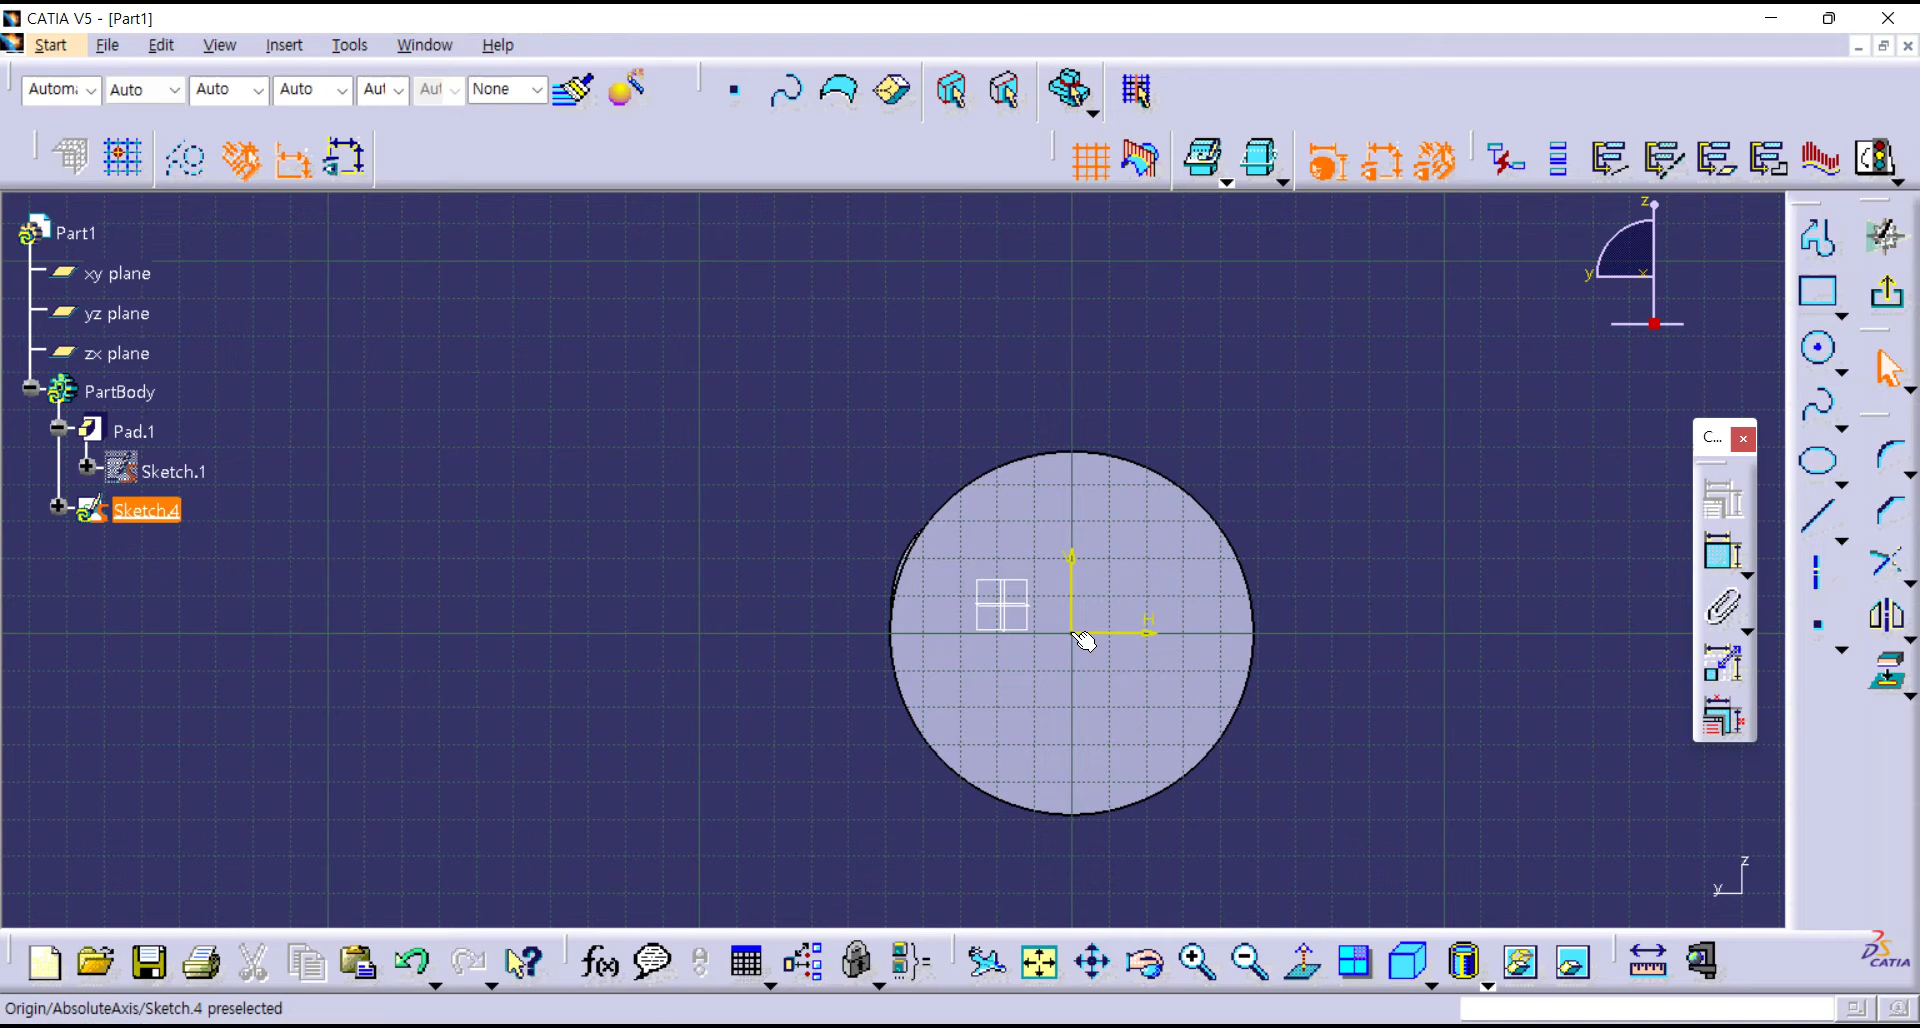 CATIA V5 - [Part1]
Start File Edit View Insert Tools Window Help
Automa Auto Auto Auto Aut Aut None
Part1
xy plane
yz plane
zx plane
PartBody
Pad.1
Sketch.1
Sketch.4
z
y
x
H
C...
z
y
f(x)
CATIA
Origin/AbsoluteAxis/Sketch.4 preselected